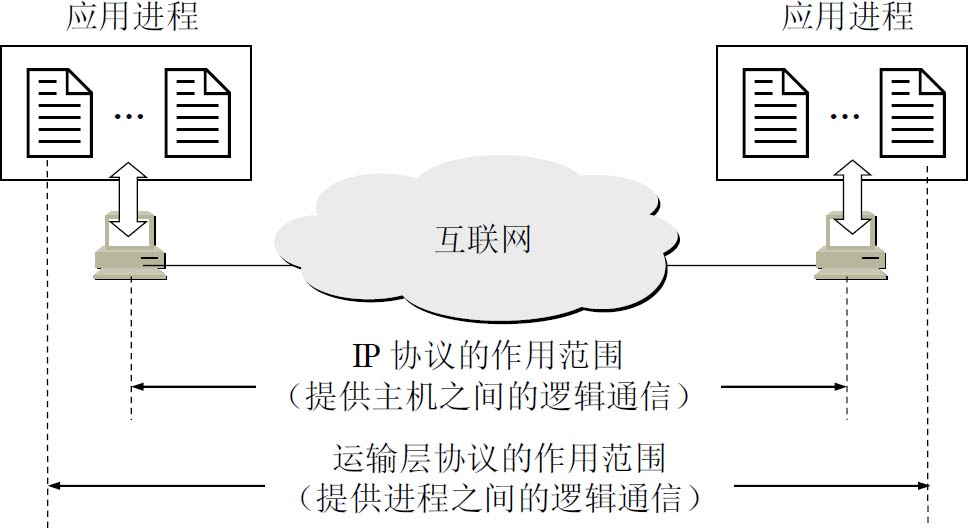 应用进程
应用进程
…
…
互联网
IP 协议的作用范围
（提供主机之间的逻辑通信）
运输层协议的作用范围
（提供进程之间的逻辑通信）